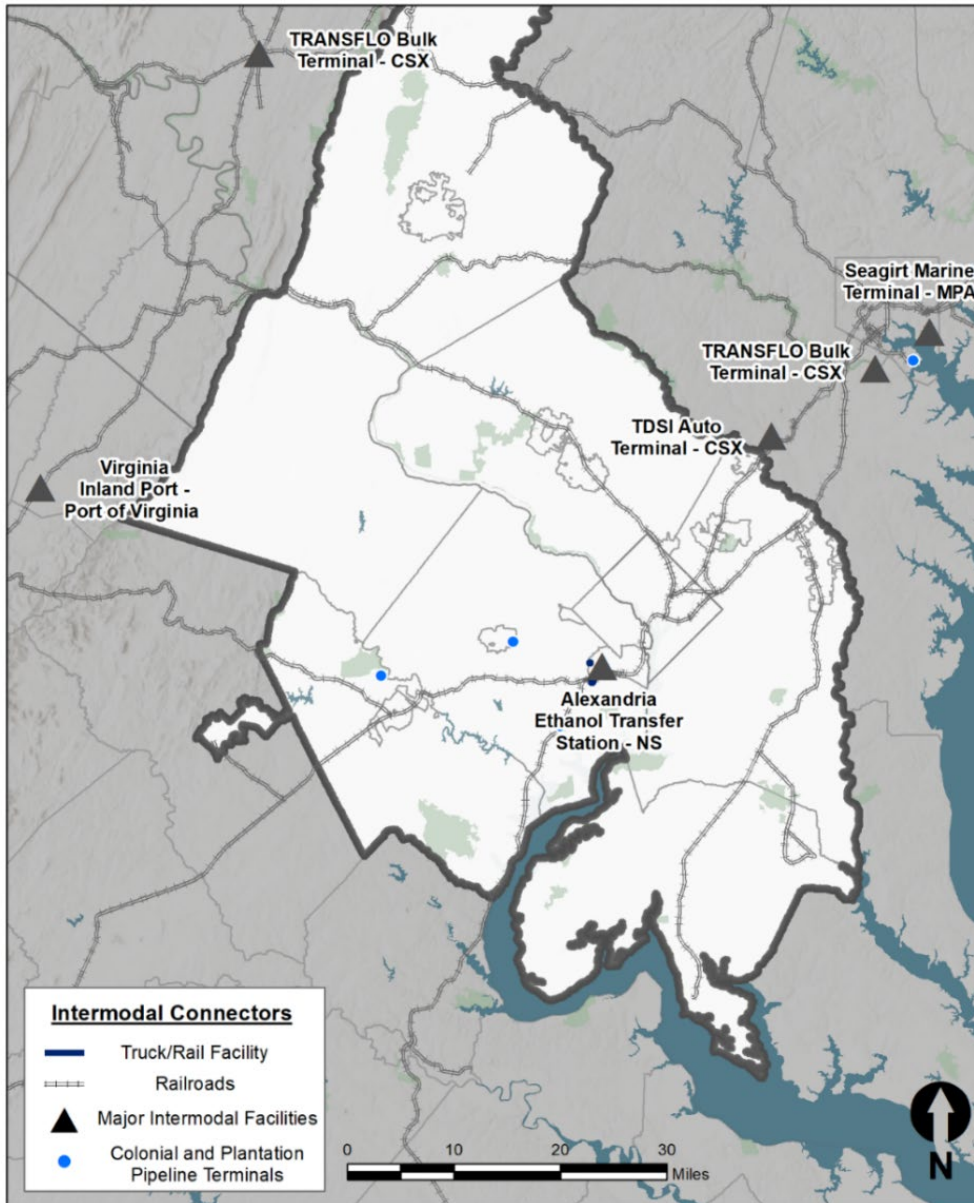 TRANSFLO Bulk
Terminal - CSX
Seagirt Marine
Terminal - MPA
TRANSFLO Bulk
Terminal - CSX
TDSI Auto
Terminal - CSX
Virginia
Inland Port -
Port of Virginia
Alexandria
Ethanol Transfer
Station - NS
Intermodal Connectors
Truck/Rail Facility
Railroads
Major Intermodal Facilities
Colonial and Plantation
Pipeline Terminals
0 10 20 30
Miles
N